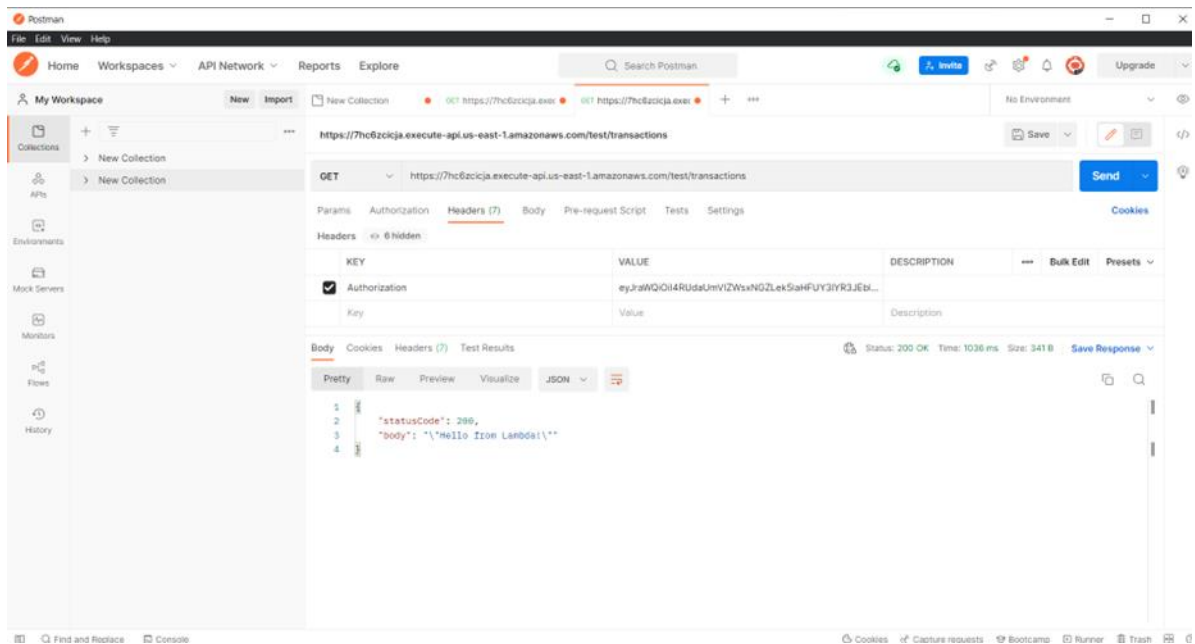 Postman
File Edit View Help
Home Workspaces API Network Reports Explore Search Postman Invite Upgrade
My Workspace New Import New Collection GET GET No Environment
https://7hc6zcicja.execute-api.us-east-1.amazonaws.com/test/transactions Save
Collections
New Collection
New Collection
GET https://7hc6zcicja.execute-api.us-east-1.amazonaws.com/test/transactions Send
APIs
Params Authorization Headers (7) Body Pre-request Script Tests Settings Cookies
Environments
Headers 6 hidden
KEY VALUE DESCRIPTION Bulk Edit Presets
Mock Servers
Authorization
Key Value Description
Monitors
Body Cookies Headers (7) Test Results Status: 200 OK Time: 1036 ms Size: 341 B Save Response
Flows
Pretty Raw Preview Visualize JSON
History
1
2 "statusCode": 200,
3 "body": "\"Hello from Lambda!\""
4
Find and Replace Console Cookies Capture requests Bootcamp Runner Trash